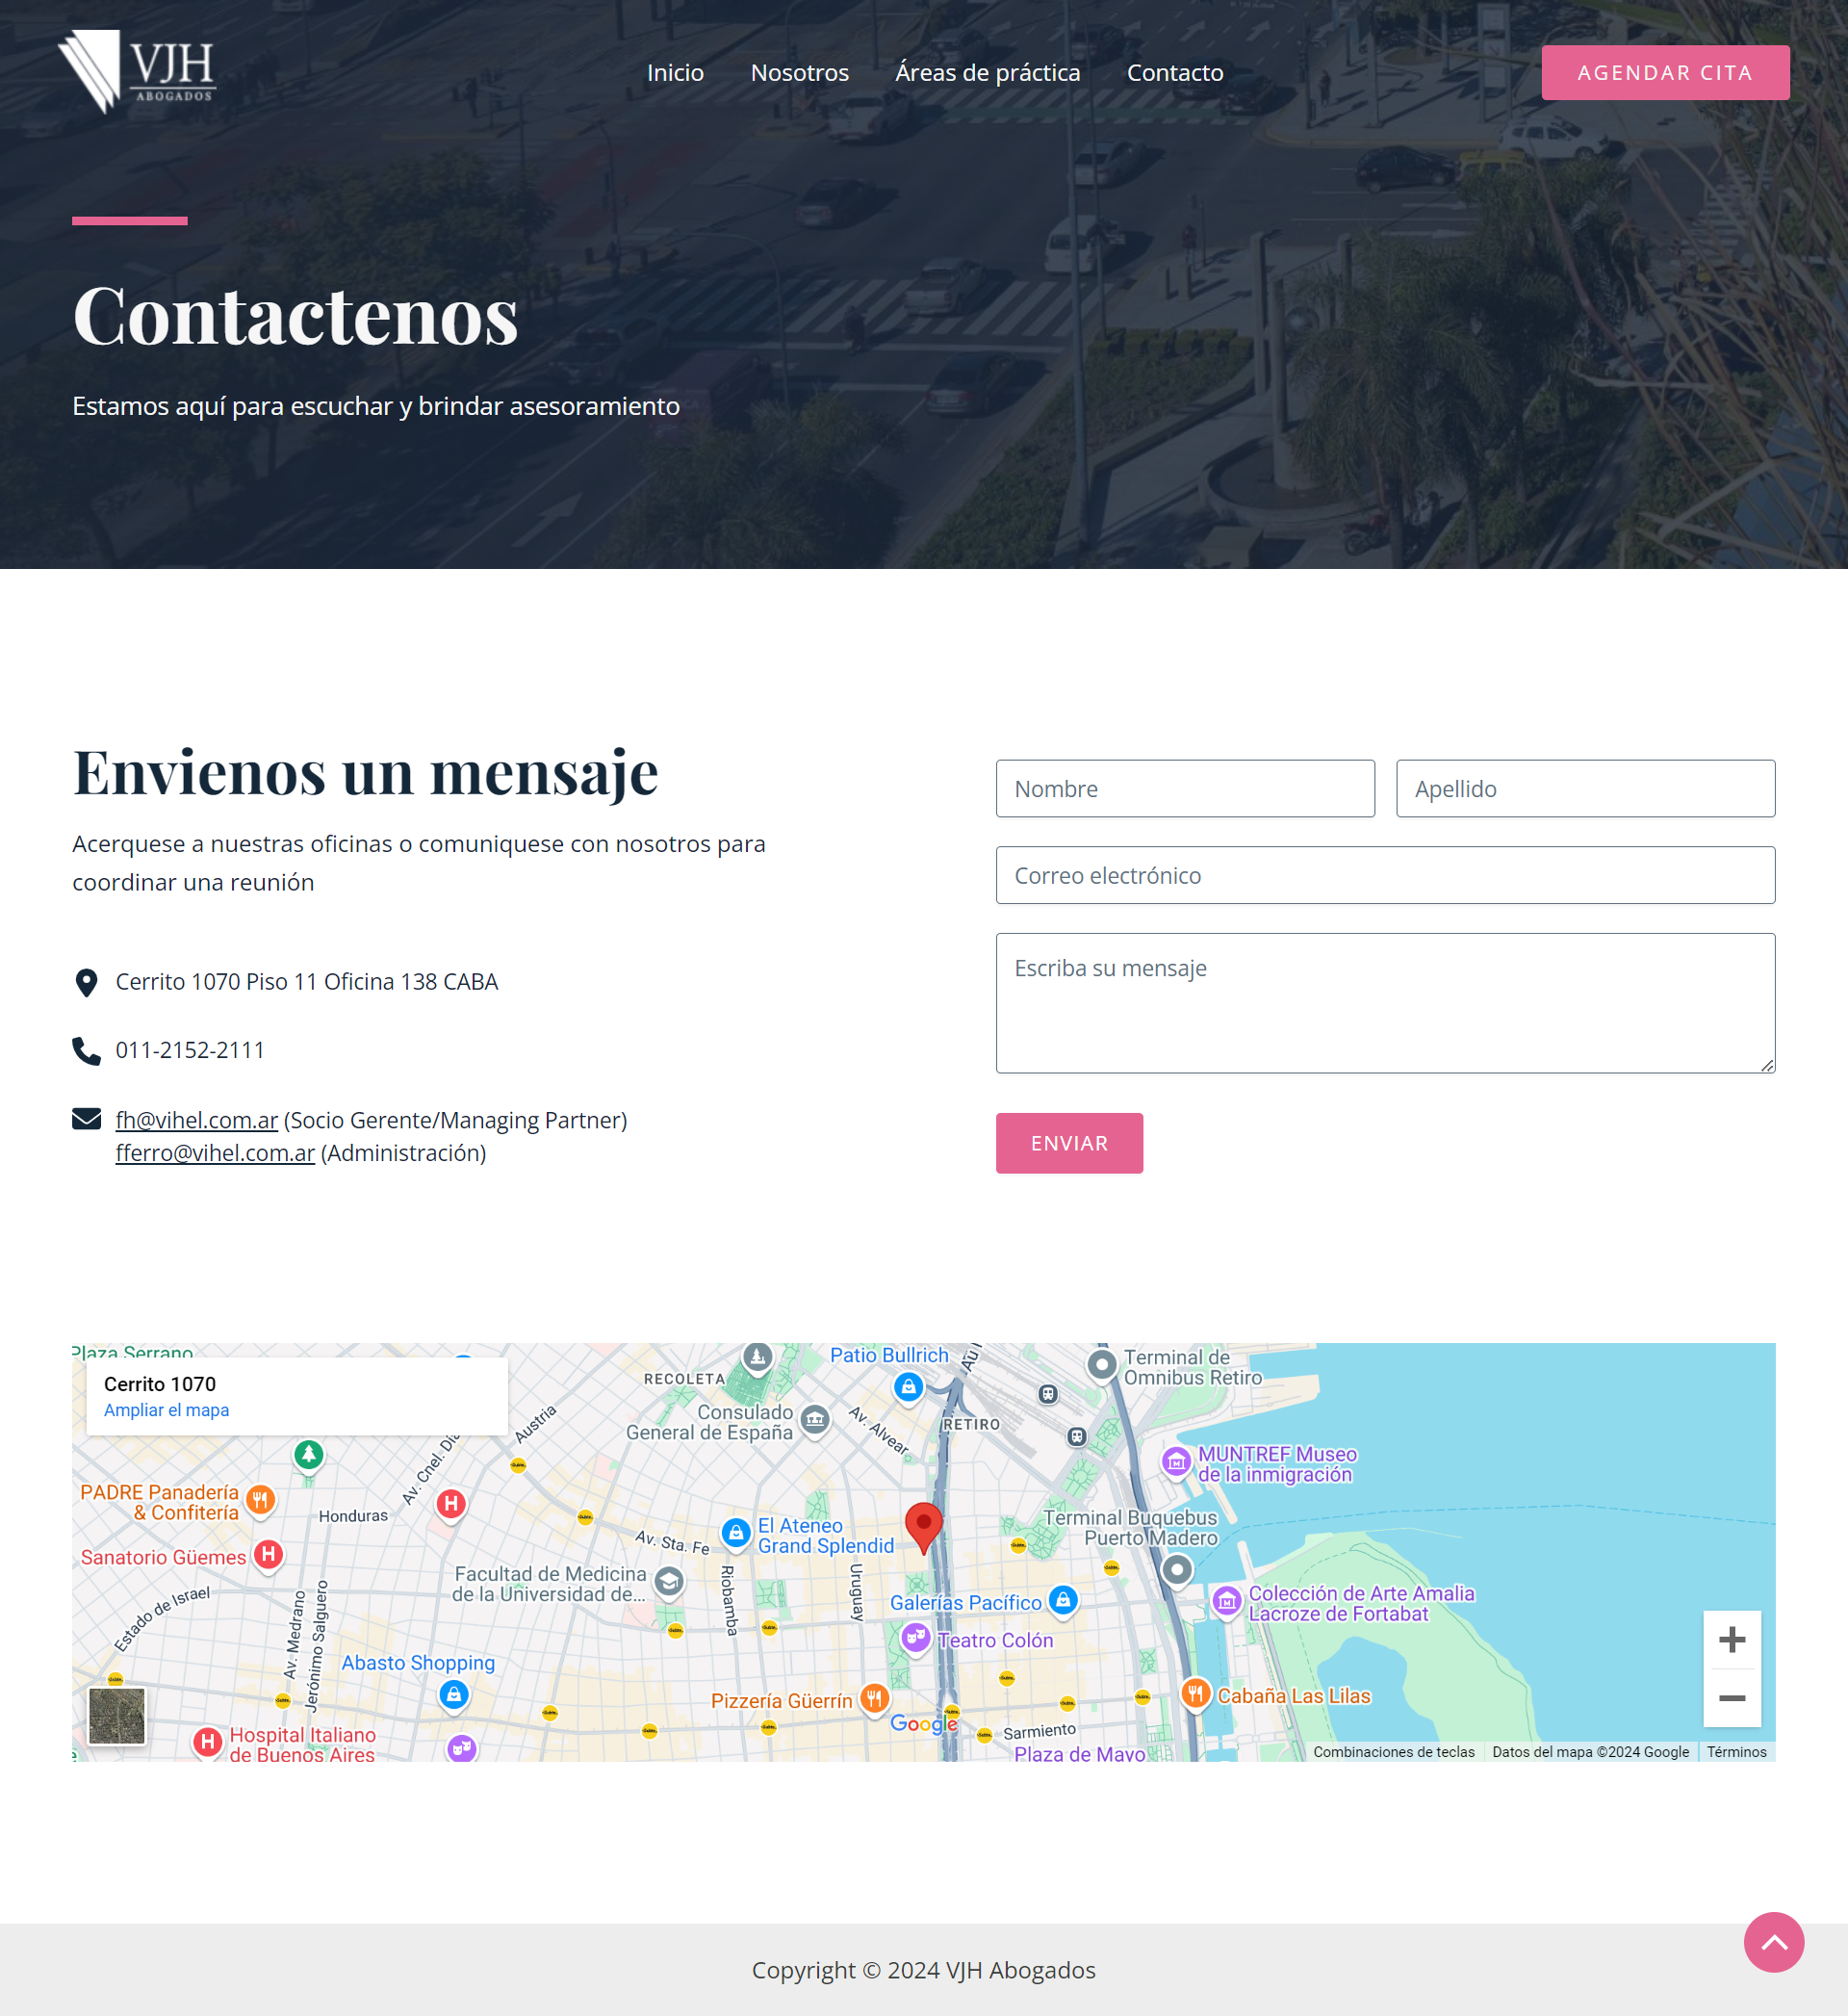 VJH
ABOGADOS
Inicio
Nosotros
Áreas de práctica
Contacto
AGENDAR CITA
Contactenos
Estamos aquí para escuchar y brindar asesoramiento
Envienos un mensaje
Acerquese a nuestras oficinas o comuniquese con nosotros para
coordinar una reunión
Cerrito 1070 Piso 11 Oficina 138 CABA
011-2152-2111
fh@vihel.com.ar (Socio Gerente/Managing Partner)
fferro@vihel.com.ar (Administración)
Nombre
Apellido
Correo electrónico
Escriba su mensaje
ENVIAR
Plaza Serrano
Cerrito 1070
Ampliar el mapa
RECOLETA
Patio Bullrich
Terminal de
Omnibus Retiro
Consulado
General de España
Av. Alvear
RETIRO
Austria
Av. Cnel.
MUNTREF Museo
de la inmigración
PADRE Panadería
& Confitería
Honduras
H
Sanatorio Güemes
H
Av. Sta. Fe
El Ateneo
Grand Splendid
Terminal Buquebus
Puerto Madero
Facultad de Medicina
de la Universidad de...
Riobamba
Uruguay
Galerías Pacífico
Colección de Arte Amalia
Lacroze de Fortabat
Estado de Israel
Av. Medrano
Jerónimo Salguero
Teatro Colón
Abasto Shopping
Pizzería Güerrín
Cabaña Las Lilas
Google
Sarmiento
H
Hospital Italiano
de Buenos Aires
Plaza de Mayo
Combinaciones de teclas
Datos del mapa ©2024 Google
Términos
Copyright © 2024 VJH Abogados